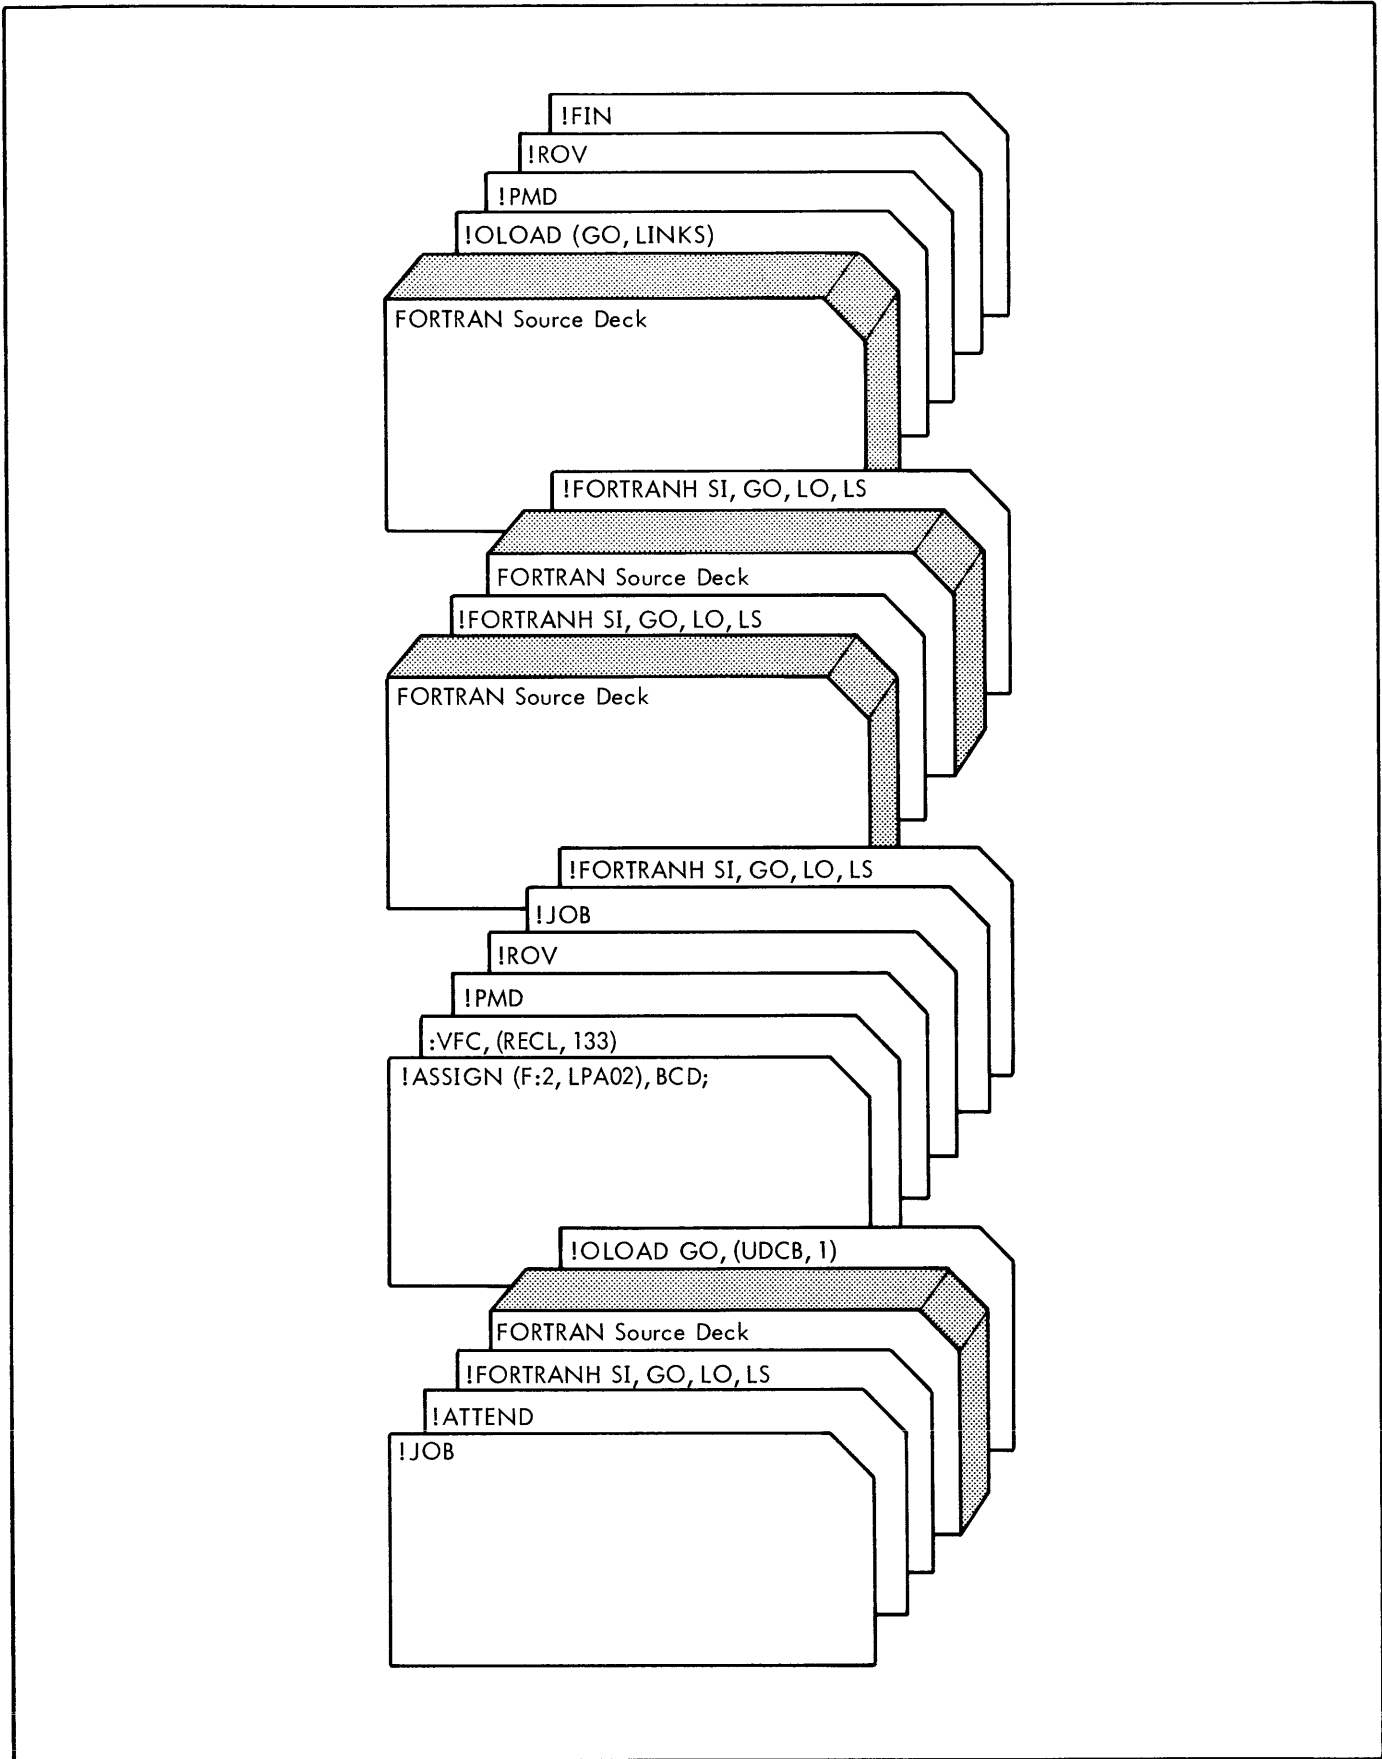 !FIN
!ROV
!PMD
!OLOAD (GO, LINKS)
FORTRAN Source Deck
!FORTRANH SI, GO, LO, LS
FORTRAN Source Deck
!FORTRANH SI, GO, LO, LS
FORTRAN Source Deck
!FORTRANH SI, GO, LO, LS
!JOB
!ROV
!PMD
:VFC, (RECL, 133)
!ASSIGN (F:2, LPA02), BCD;
!OLOAD GO, (UDCB, 1)
FORTRAN Source Deck
!FORTRANH SI, GO, LO, LS
!ATTEND
!JOB